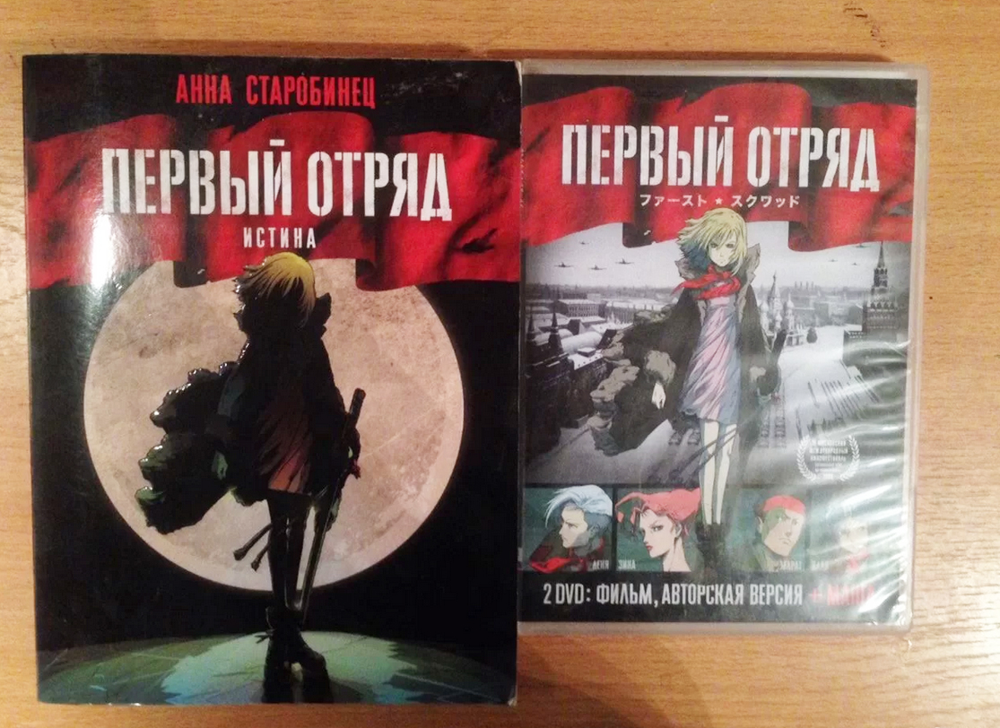 АННА СТАРОБИНЕЦ
ПЕРВЫЙ ОТРЯД
ИСТИНА
ПЕРВЫЙ ОТРЯД
ファースト★スクワッド
ЛЕНЯ
ЗИНА
МАРАТ
2 DVD: ФИЛЬМ, АВТОРСКАЯ ВЕРСИЯ +